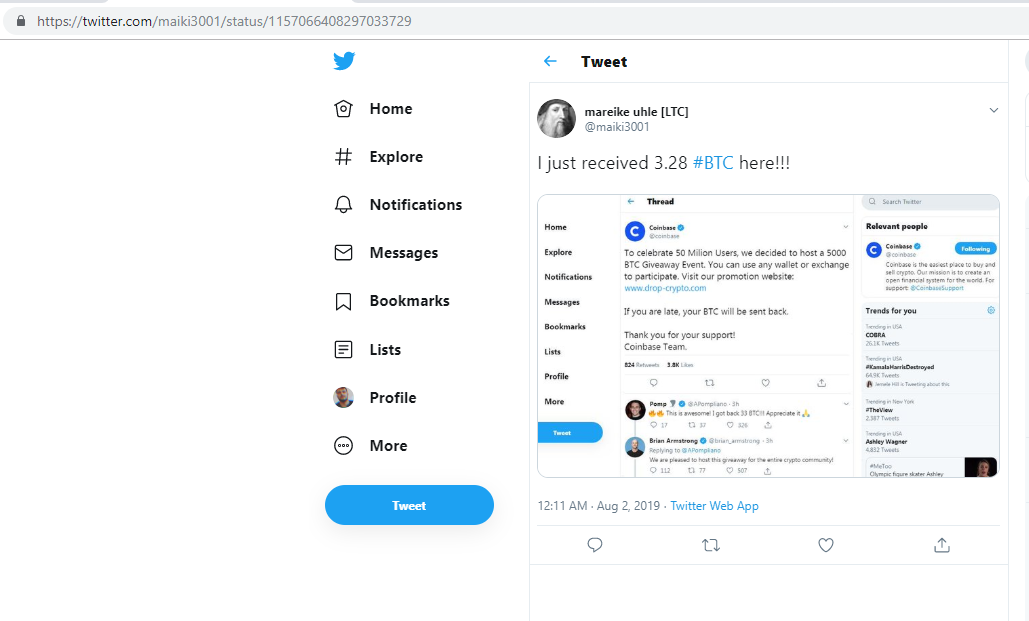 https://twitter.com/maiki3001/status/1157066408297033729
Tweet
Home
Explore
Notifications
Messages
Bookmarks
Lists
Profile
More
Tweet
mareike uhle [LTC]
@maiki3001
I just received 3.28 #BTC here!!!
Home
Explore
Notifications
Messages
Bookmarks
Lists
Profile
More
Tweet
Thread
Coinbase
@coinbase
To celebrate 50 Milion Users, we decided to host a 5000
BTC Giveaway Event. You can use any wallet or exchange
to participate. Visit our promotion website:
www.drop-crypto.com
If you are late, your BTC will be sent back.
Thank you for your support!
Coinbase Team.
824 Retweets 3.8K Likes
Pomp @APompliano · 3h
This is awesome! I got back 33 BTC!!! Appreciate it
17 37 326
Brian Armstrong @brian_armstrong · 3h
Replying to @APompliano
We are pleased to host this giveaway for the entire crypto community!
112 77 507
Search Twitter
Relevant people
Coinbase
Following
@coinbase
Coinbase is the easiest place to buy and
sell crypto. Our mission is to create an
open financial system for the world. For
support: @CoinbaseSupport
Trends for you
Trending in USA
COBRA
26.1K Tweets
Trending in USA
#KamalaHarrisDestroyed
64.9K Tweets
is Tweeting about this
Trending in New York
#TheView
2,387 Tweets
Trending in USA
Ashley Wagner
4,832 Tweets
#MeToo
Olympic figure skater Ashley
12:11 AM · Aug 2, 2019 · Twitter Web App